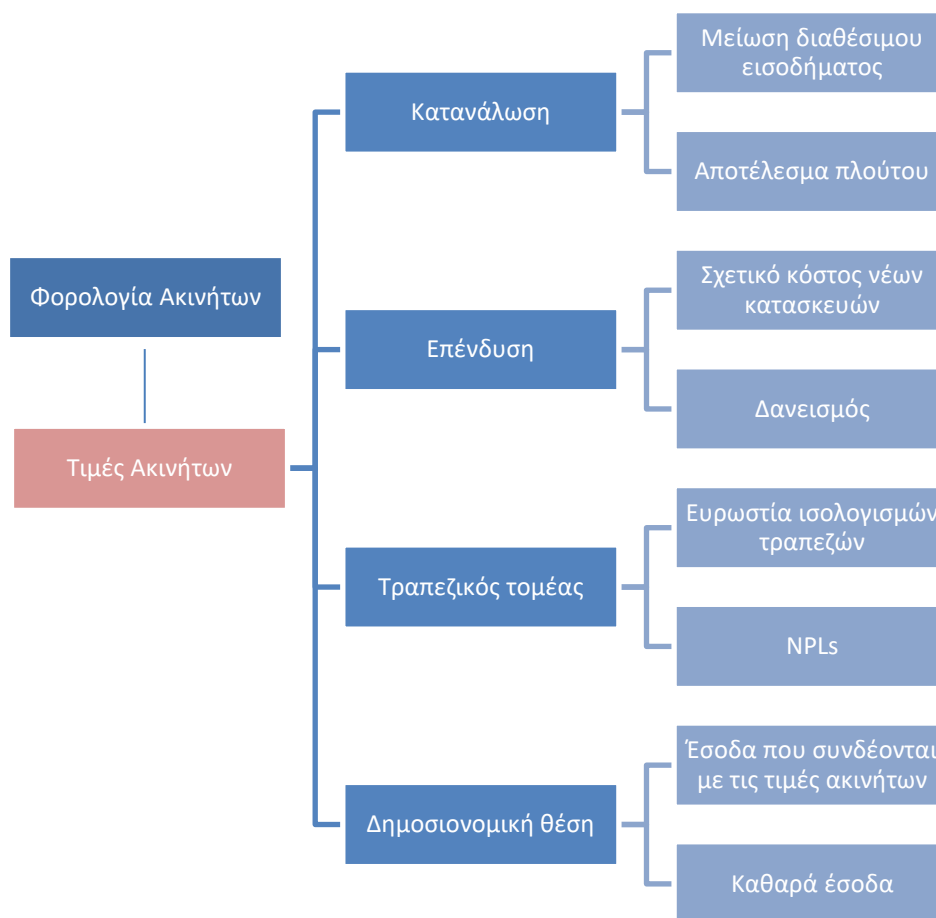 Φορολογία Ακινήτων
Τιμές Ακινήτων
Κατανάλωση
Μείωση διαθέσιμου
εισοδήματος
Αποτέλεσμα πλούτου
Επένδυση
Σχετικό κόστος νέων
κατασκευών
Δανεισμός
Τραπεζικός τομέας
Ευρωστία ισολογισμών
τραπεζών
NPLs
Δημοσιονομική θέση
Έσοδα που συνδέονται
με τις τιμές ακινήτων
Καθαρά έσοδα